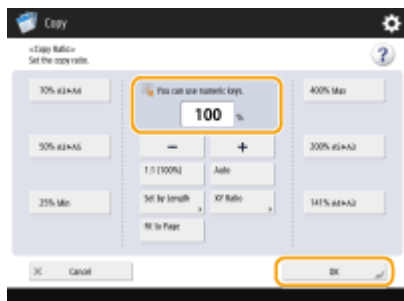 Copy
<Copy Ratio>
Set the copy ratio.
?
70% A3▶A4
You can use numeric keys.
100 %
400% Max
50% A3▶A5
−
+
200% A5▶A3
1:1 [100%]
Auto
25% Min
Set by Length
XY Ratio
141% A4▶A3
Fit to Page
× Cancel
OK